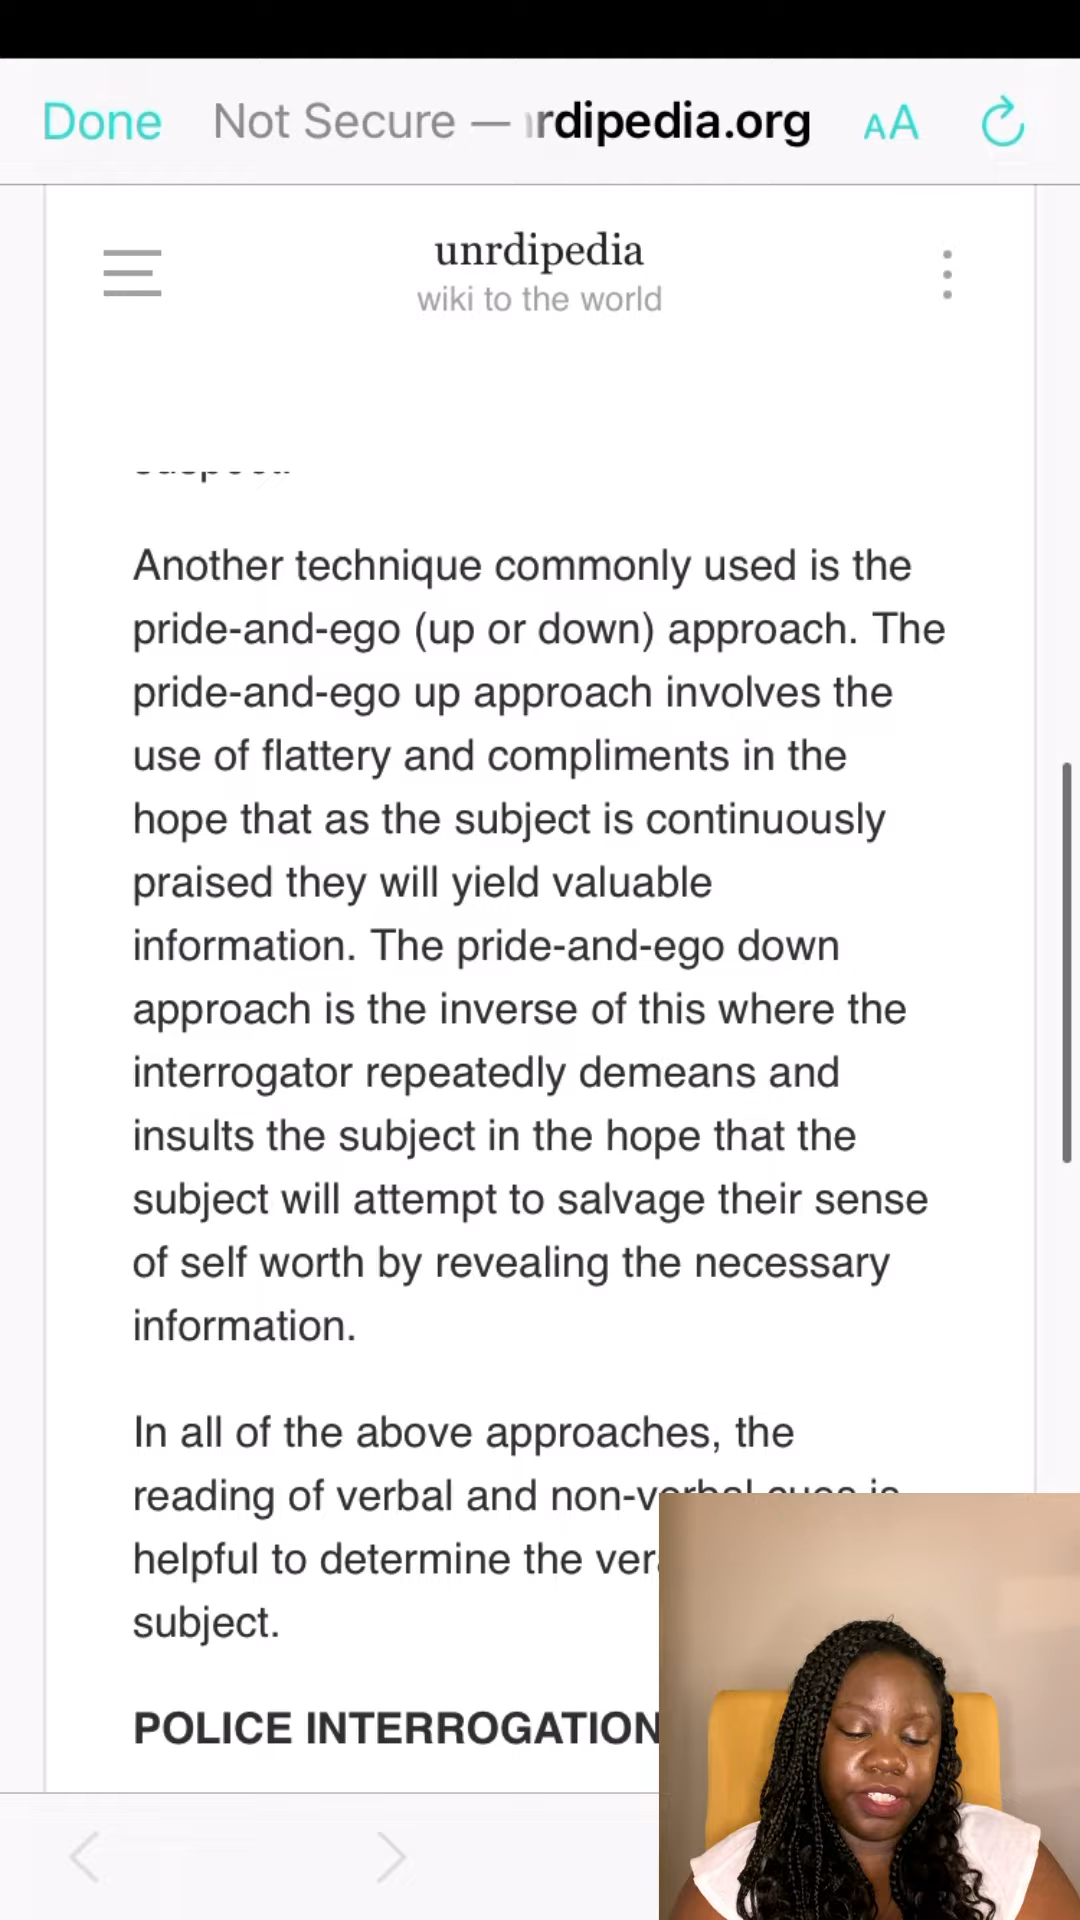 Done Not Secure — rdipedia.org AA
unrdipedia
wiki to the world
Another technique commonly used is the
pride-and-ego (up or down) approach. The
pride-and-ego up approach involves the
use of flattery and compliments in the
hope that as the subject is continuously
praised they will yield valuable
information. The pride-and-ego down
approach is the inverse of this where the
interrogator repeatedly demeans and
insults the subject in the hope that the
subject will attempt to salvage their sense
of self worth by revealing the necessary
information.
In all of the above approaches, the
reading of verbal and non-verbal cues is
helpful to determine the
subject.
POLICE INTERROGATION